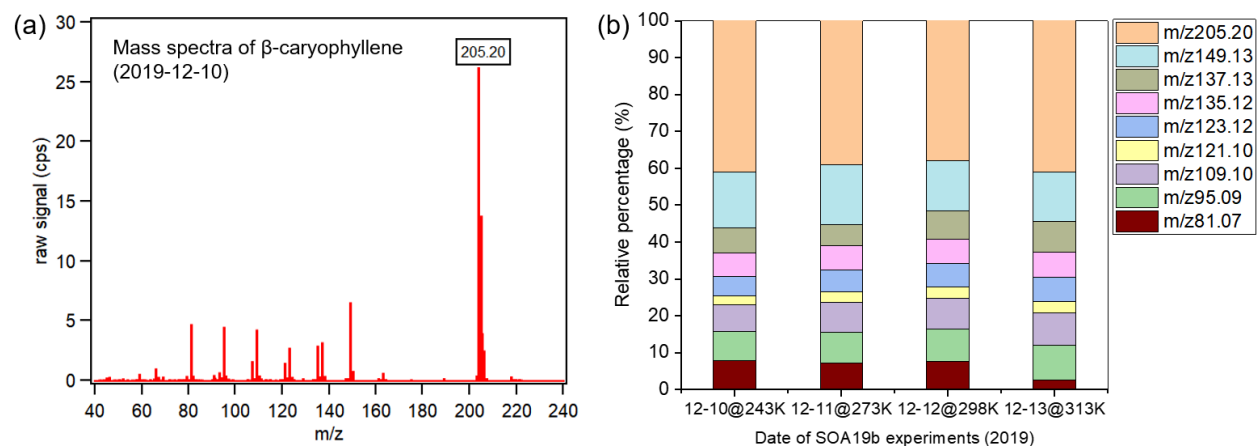 (a)
Mass spectra of β-caryophyllene
(2019-12-10)
205.20
raw signal (cps)
30
25
20
15
10
5
0
40 60 80 100 120 140 160 180 200 220 240
m/z
(b)
Relative percentage (%)
100
90
80
70
60
50
40
30
20
10
0
12-10@243K 12-11@273K 12-12@298K 12-13@313K
Date of SOA19b experiments (2019)
m/z205.20
m/z149.13
m/z137.13
m/z135.12
m/z123.12
m/z121.10
m/z109.10
m/z95.09
m/z81.07